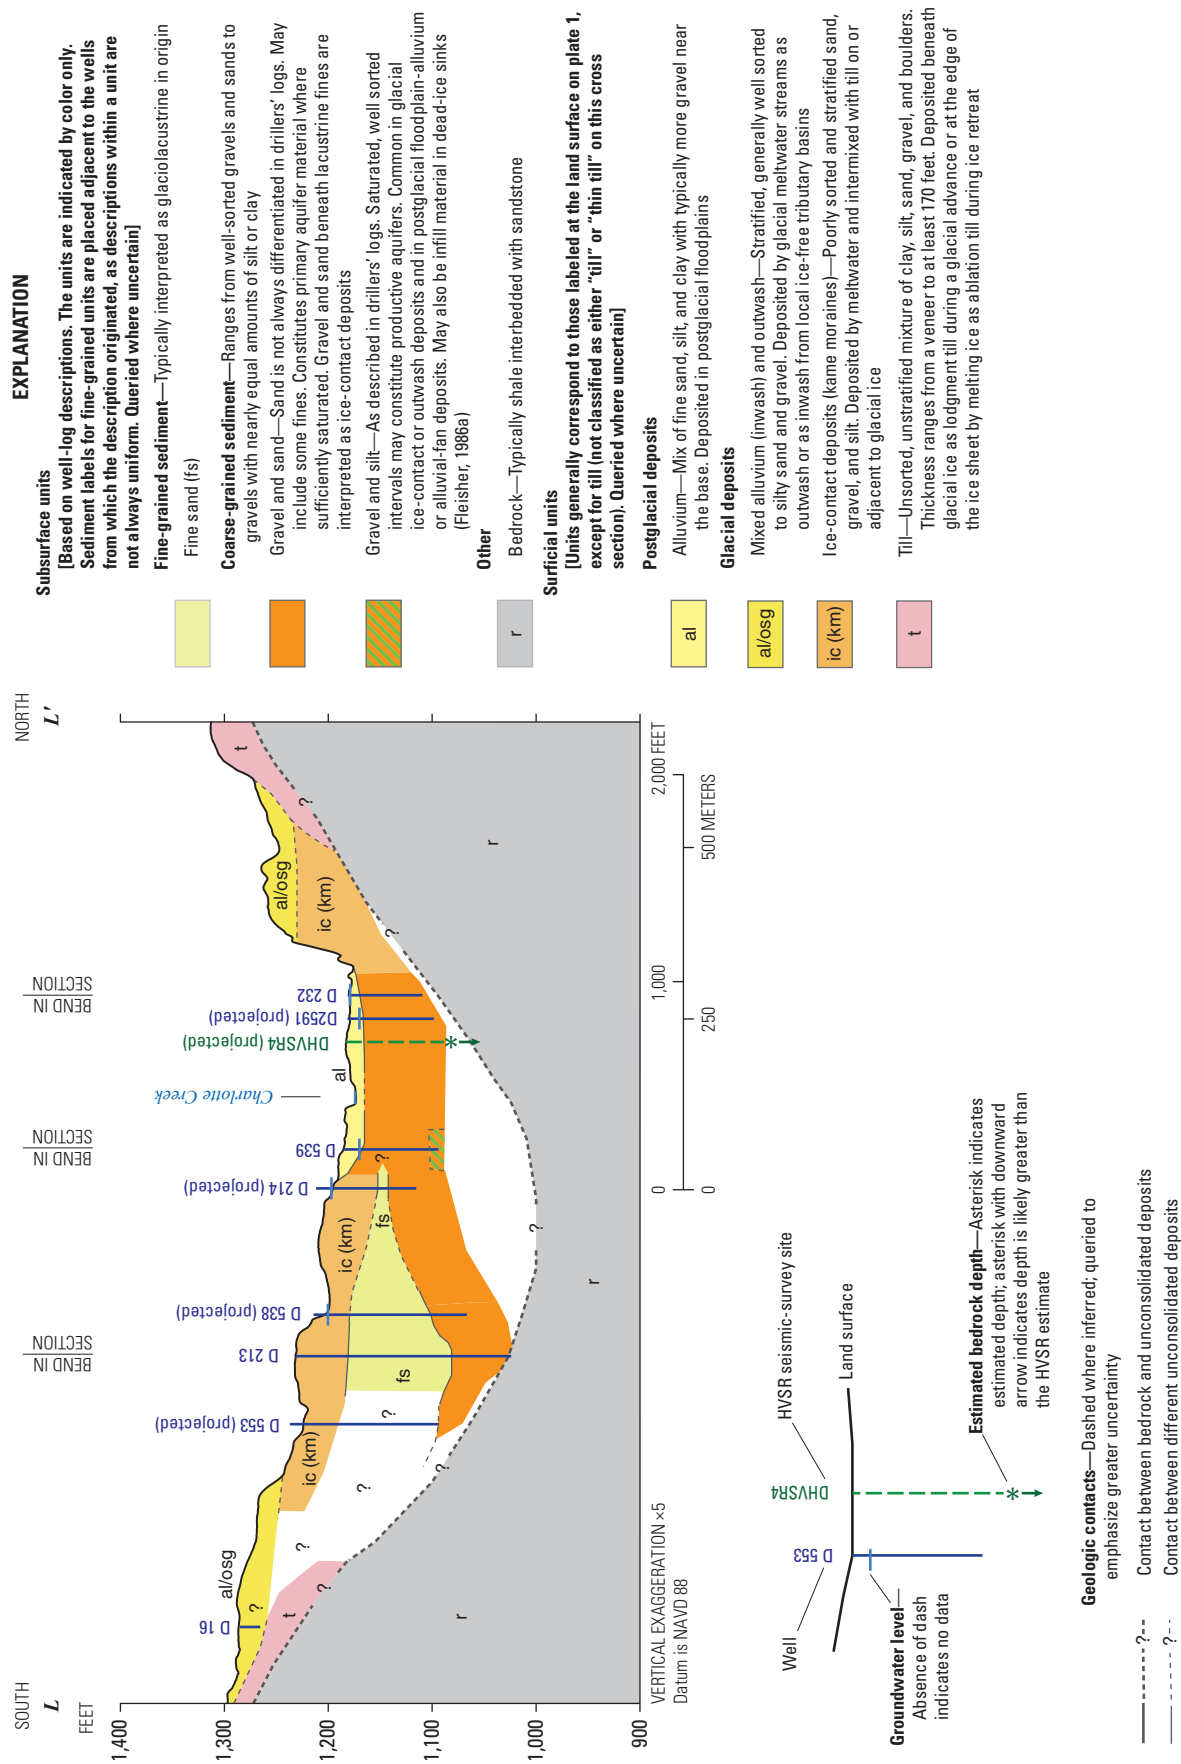 SOUTH
L
FEET
1,400
1,300
1,200
1,100
1,000
900
NORTH
L'
BEND IN
SECTION
BEND IN
SECTION
BEND IN
SECTION
D 16
D 553 (projected)
D 213
D 538 (projected)
D 214 (projected)
D 539
Charlotte Creek
DHVSR4 (projected)
D2591 (projected)
D 232
al/osg
?
t
?
?
?
ic (km)
?
?
fs
ic (km)
fs
?
?
al
*
?
ic (km)
al/osg
?
t
r
r
r
VERTICAL EXAGGERATION ×5
Datum is NAVD 88
0
1,000
2,000 FEET
0
250
500 METERS
EXPLANATION
Subsurface units
[Based on well-log descriptions. The units are indicated by color only.
Sediment labels for fine-grained units are placed adjacent to the wells
from which the description originated, as descriptions within a unit are
not always uniform. Queried where uncertain]
Fine-grained sediment—Typically interpreted as glaciolacustrine in origin
Fine sand (fs)
Coarse-grained sediment—Ranges from well-sorted gravels and sands to
gravels with nearly equal amounts of silt or clay
Gravel and sand—Sand is not always differentiated in drillers' logs. May
include some fines. Constitutes primary aquifer material where
sufficiently saturated. Gravel and sand beneath lacustrine fines are
interpreted as ice-contact deposits
Gravel and silt—As described in drillers' logs. Saturated, well sorted
intervals may constitute productive aquifers. Common in glacial
ice-contact or outwash deposits and in postglacial floodplain-alluvium
or alluvial-fan deposits. May also be infill material in dead-ice sinks
(Fleisher, 1986a)
Other
r
Bedrock—Typically shale interbedded with sandstone
Surficial units
[Units generally correspond to those labeled at the land surface on plate 1,
except for till (not classified as either "till" or "thin till" on this cross
section). Queried where uncertain]
Postglacial deposits
al
Alluvium—Mix of fine sand, silt, and clay with typically more gravel near
the base. Deposited in postglacial floodplains
Glacial deposits
al/osg
Mixed alluvium (inwash) and outwash—Stratified, generally well sorted
to silty sand and gravel. Deposited by glacial meltwater streams as
outwash or as inwash from local ice-free tributary basins
ic (km)
Ice-contact deposits (kame moraines)—Poorly sorted and stratified sand,
gravel, and silt. Deposited by meltwater and intermixed with till on or
adjacent to glacial ice
t
Till—Unsorted, unstratified mixture of clay, silt, sand, gravel, and boulders.
Thickness ranges from a veneer to at least 170 feet. Deposited beneath
glacial ice as lodgment till during a glacial advance or at the edge of
the ice sheet by melting ice as ablation till during ice retreat
Well
D 553
DHVSR4
HVSR seismic-survey site
Land surface
Groundwater level—
Absence of dash
indicates no data
*
Estimated bedrock depth—Asterisk indicates
estimated depth; asterisk with downward
arrow indicates depth is likely greater than
the HVSR estimate
Geologic contacts—Dashed where inferred; queried to
emphasize greater uncertainty
?
Contact between bedrock and unconsolidated deposits
?
Contact between different unconsolidated deposits